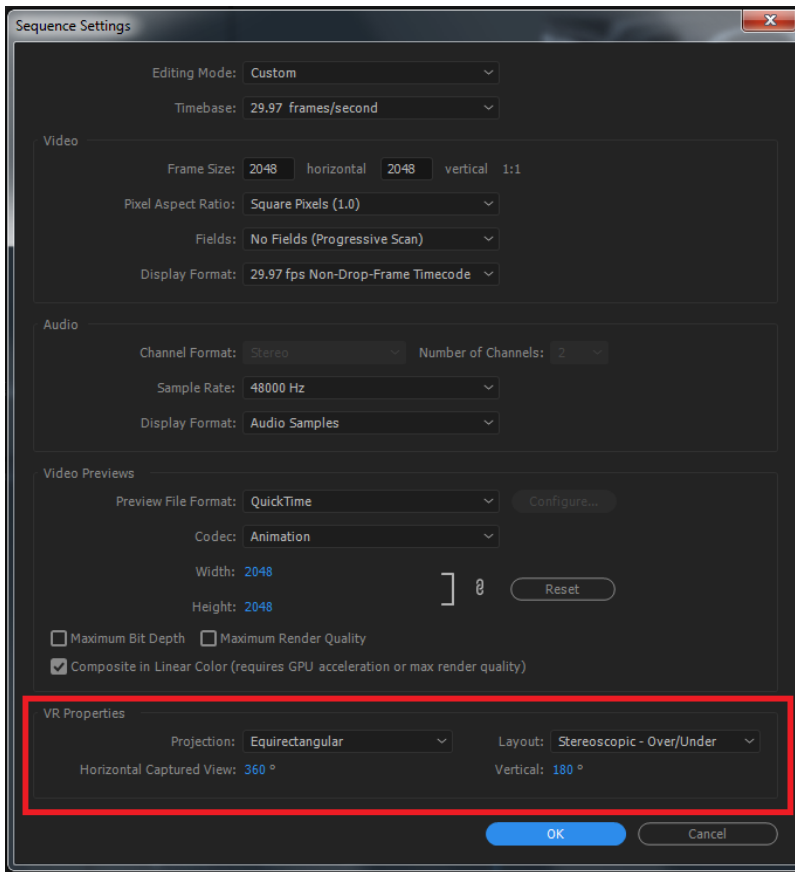 Sequence Settings
Editing Mode: Custom
Timebase: 29.97 frames/second
Video
Frame Size: 2048 horizontal 2048 vertical 1:1
Pixel Aspect Ratio: Square Pixels (1.0)
Fields: No Fields (Progressive Scan)
Display Format: 29.97 fps Non-Drop-Frame Timecode
Audio
Channel Format: Stereo Number of Channels: 2
Sample Rate: 48000 Hz
Display Format: Audio Samples
Video Previews
Preview File Format: QuickTime Configure...
Codec: Animation
Width: 2048
Height: 2048
Reset
Maximum Bit Depth Maximum Render Quality
Composite in Linear Color (requires GPU acceleration or max render quality)
VR Properties
Projection: Equirectangular Layout: Stereoscopic - Over/Under
Horizontal Captured View: 360 ° Vertical: 180 °
OK Cancel